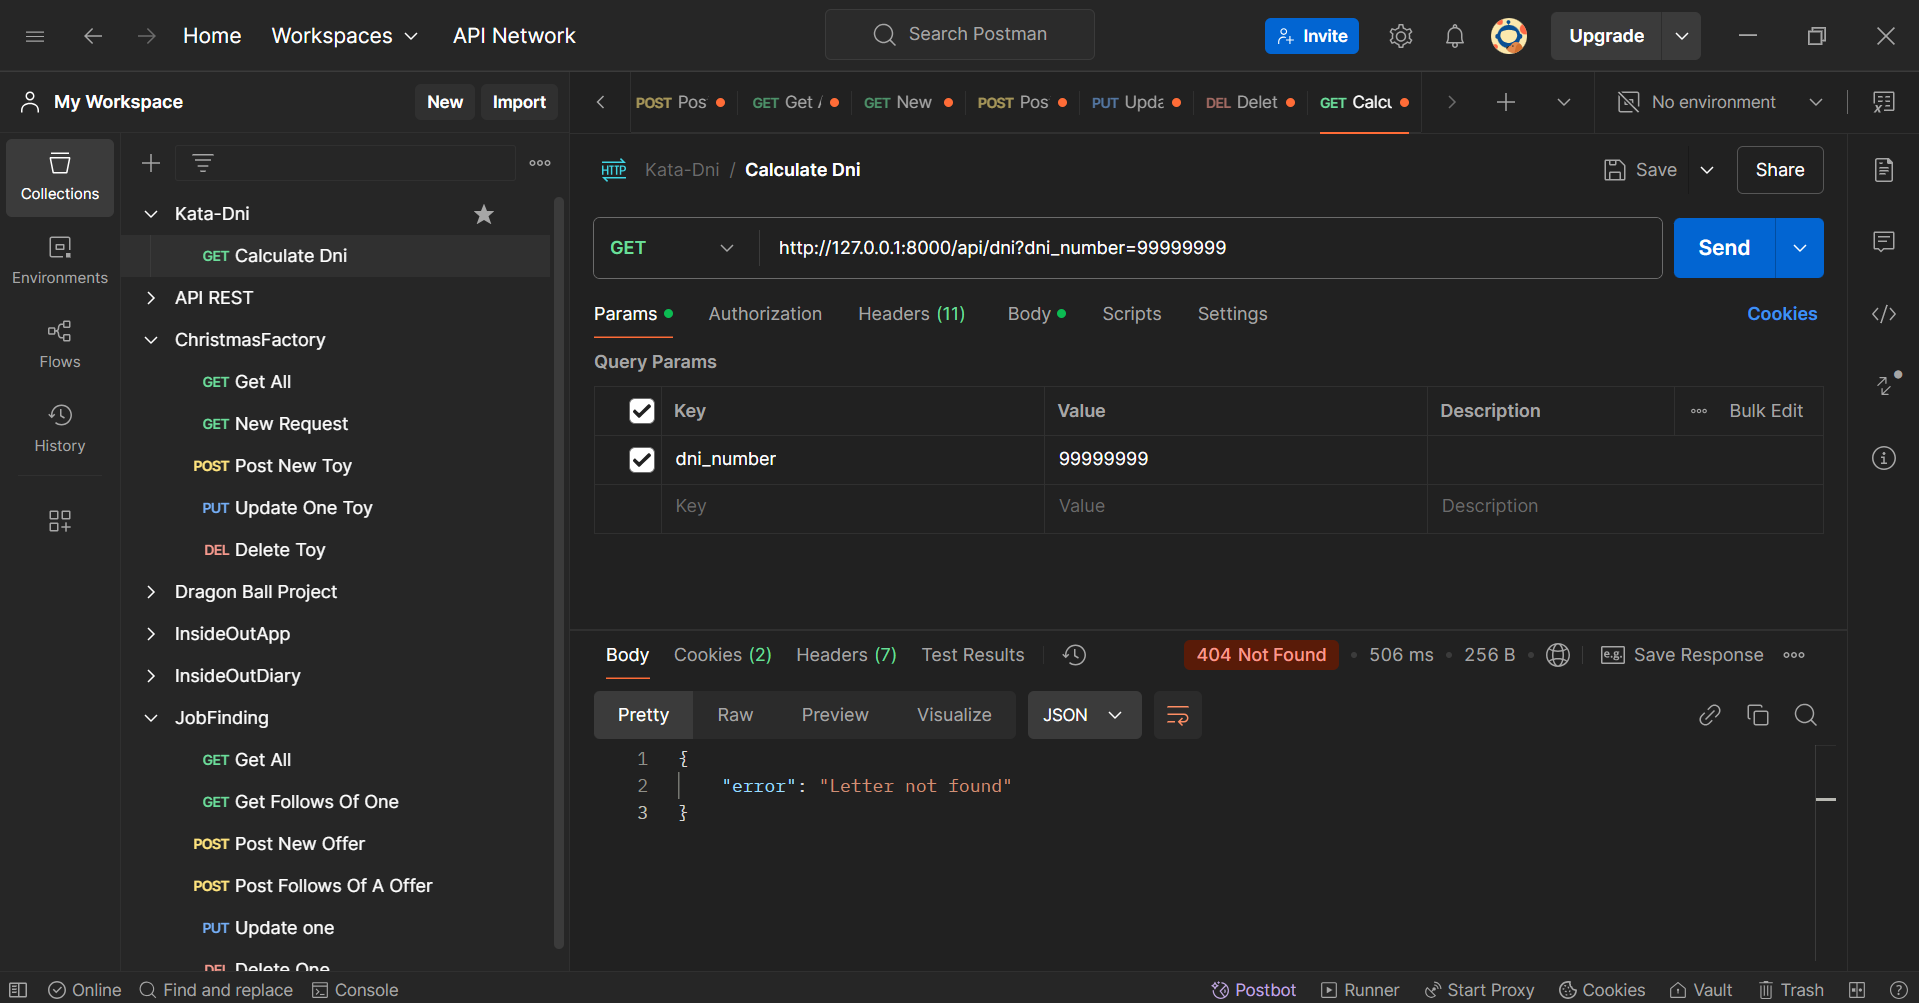 Home Workspaces API Network Search Postman Invite Upgrade
My Workspace New Import
POST Pos GET Get GET New POST Pos PUT Upda DEL Delet GET Calcu No environment
Collections
Environments
Flows
History
Kata-Dni
GET Calculate Dni
API REST
ChristmasFactory
GET Get All
GET New Request
POST Post New Toy
PUT Update One Toy
DEL Delete Toy
Dragon Ball Project
InsideOutApp
InsideOutDiary
JobFinding
GET Get All
GET Get Follows Of One
POST Post New Offer
POST Post Follows Of A Offer
PUT Update one
DEL Delete One
HTTP Kata-Dni / Calculate Dni Save Share
GET http://127.0.0.1:8000/api/dni?dni_number=99999999 Send
Params Authorization Headers (11) Body Scripts Settings Cookies
Query Params
Key Value Description Bulk Edit
dni_number 99999999
Key Value Description
Body Cookies (2) Headers (7) Test Results 404 Not Found 506 ms 256 B e.g. Save Response
Pretty Raw Preview Visualize JSON
1 {
2 "error": "Letter not found"
3 }
Online Find and replace Console Postbot Runner Start Proxy Cookies Vault Trash